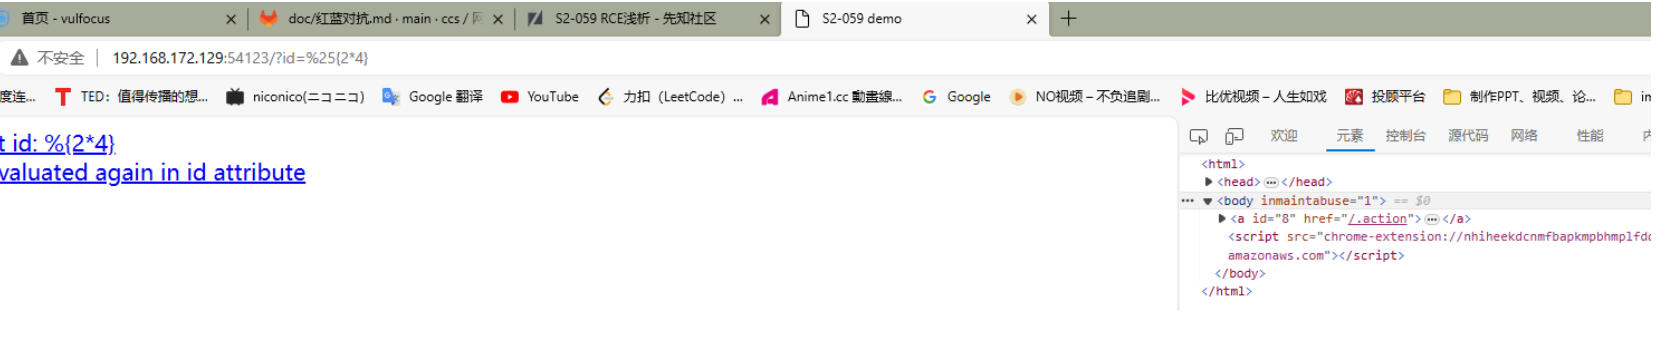 首页 - vulfocus
doc/红蓝对抗.md · main · ccs / 网
S2-059 RCE浅析 - 先知社区
S2-059 demo
不安全 192.168.172.129:54123/?id=%25{2*4}
度连...
TED：值得传播的想...
niconico(ニコニコ)
Google 翻译
YouTube
力扣（LeetCode）...
Anime1.cc 動畫線...
Google
NO视频 – 不负追剧...
比优视频 – 人生如戏
投顾平台
制作PPT、视频、论...
t id: %{2*4}
valuated again in id attribute
欢迎 元素 控制台 源代码 网络 性能
<html>
<head> ... </head>
... <body inmaintabuse="1"> == $0
<a id="8" href="/.action"> ... </a>
<script src="chrome-extension://nhiheekdcnmfbapkmpbhmplfdc
amazonaws.com"></script>
</body>
</html>